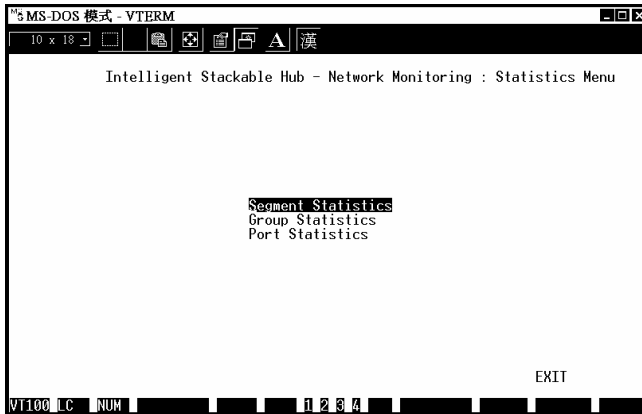 MS-DOS 模式 - VTERM
10 x 18
A 漢
Intelligent Stackable Hub - Network Monitoring : Statistics Menu
Segment Statistics
Group Statistics
Port Statistics
EXIT
VT100 LC NUM 1 2 3 4